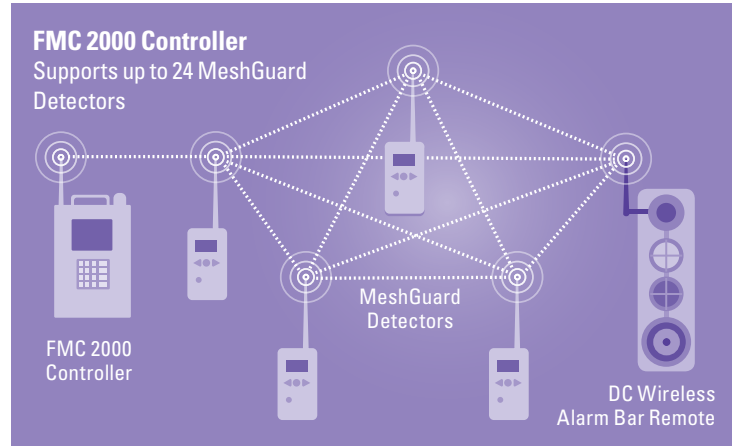 FMC 2000 Controller
Supports up to 24 MeshGuard
Detectors
MeshGuard
Detectors
FMC 2000
Controller
DC Wireless
Alarm Bar Remote